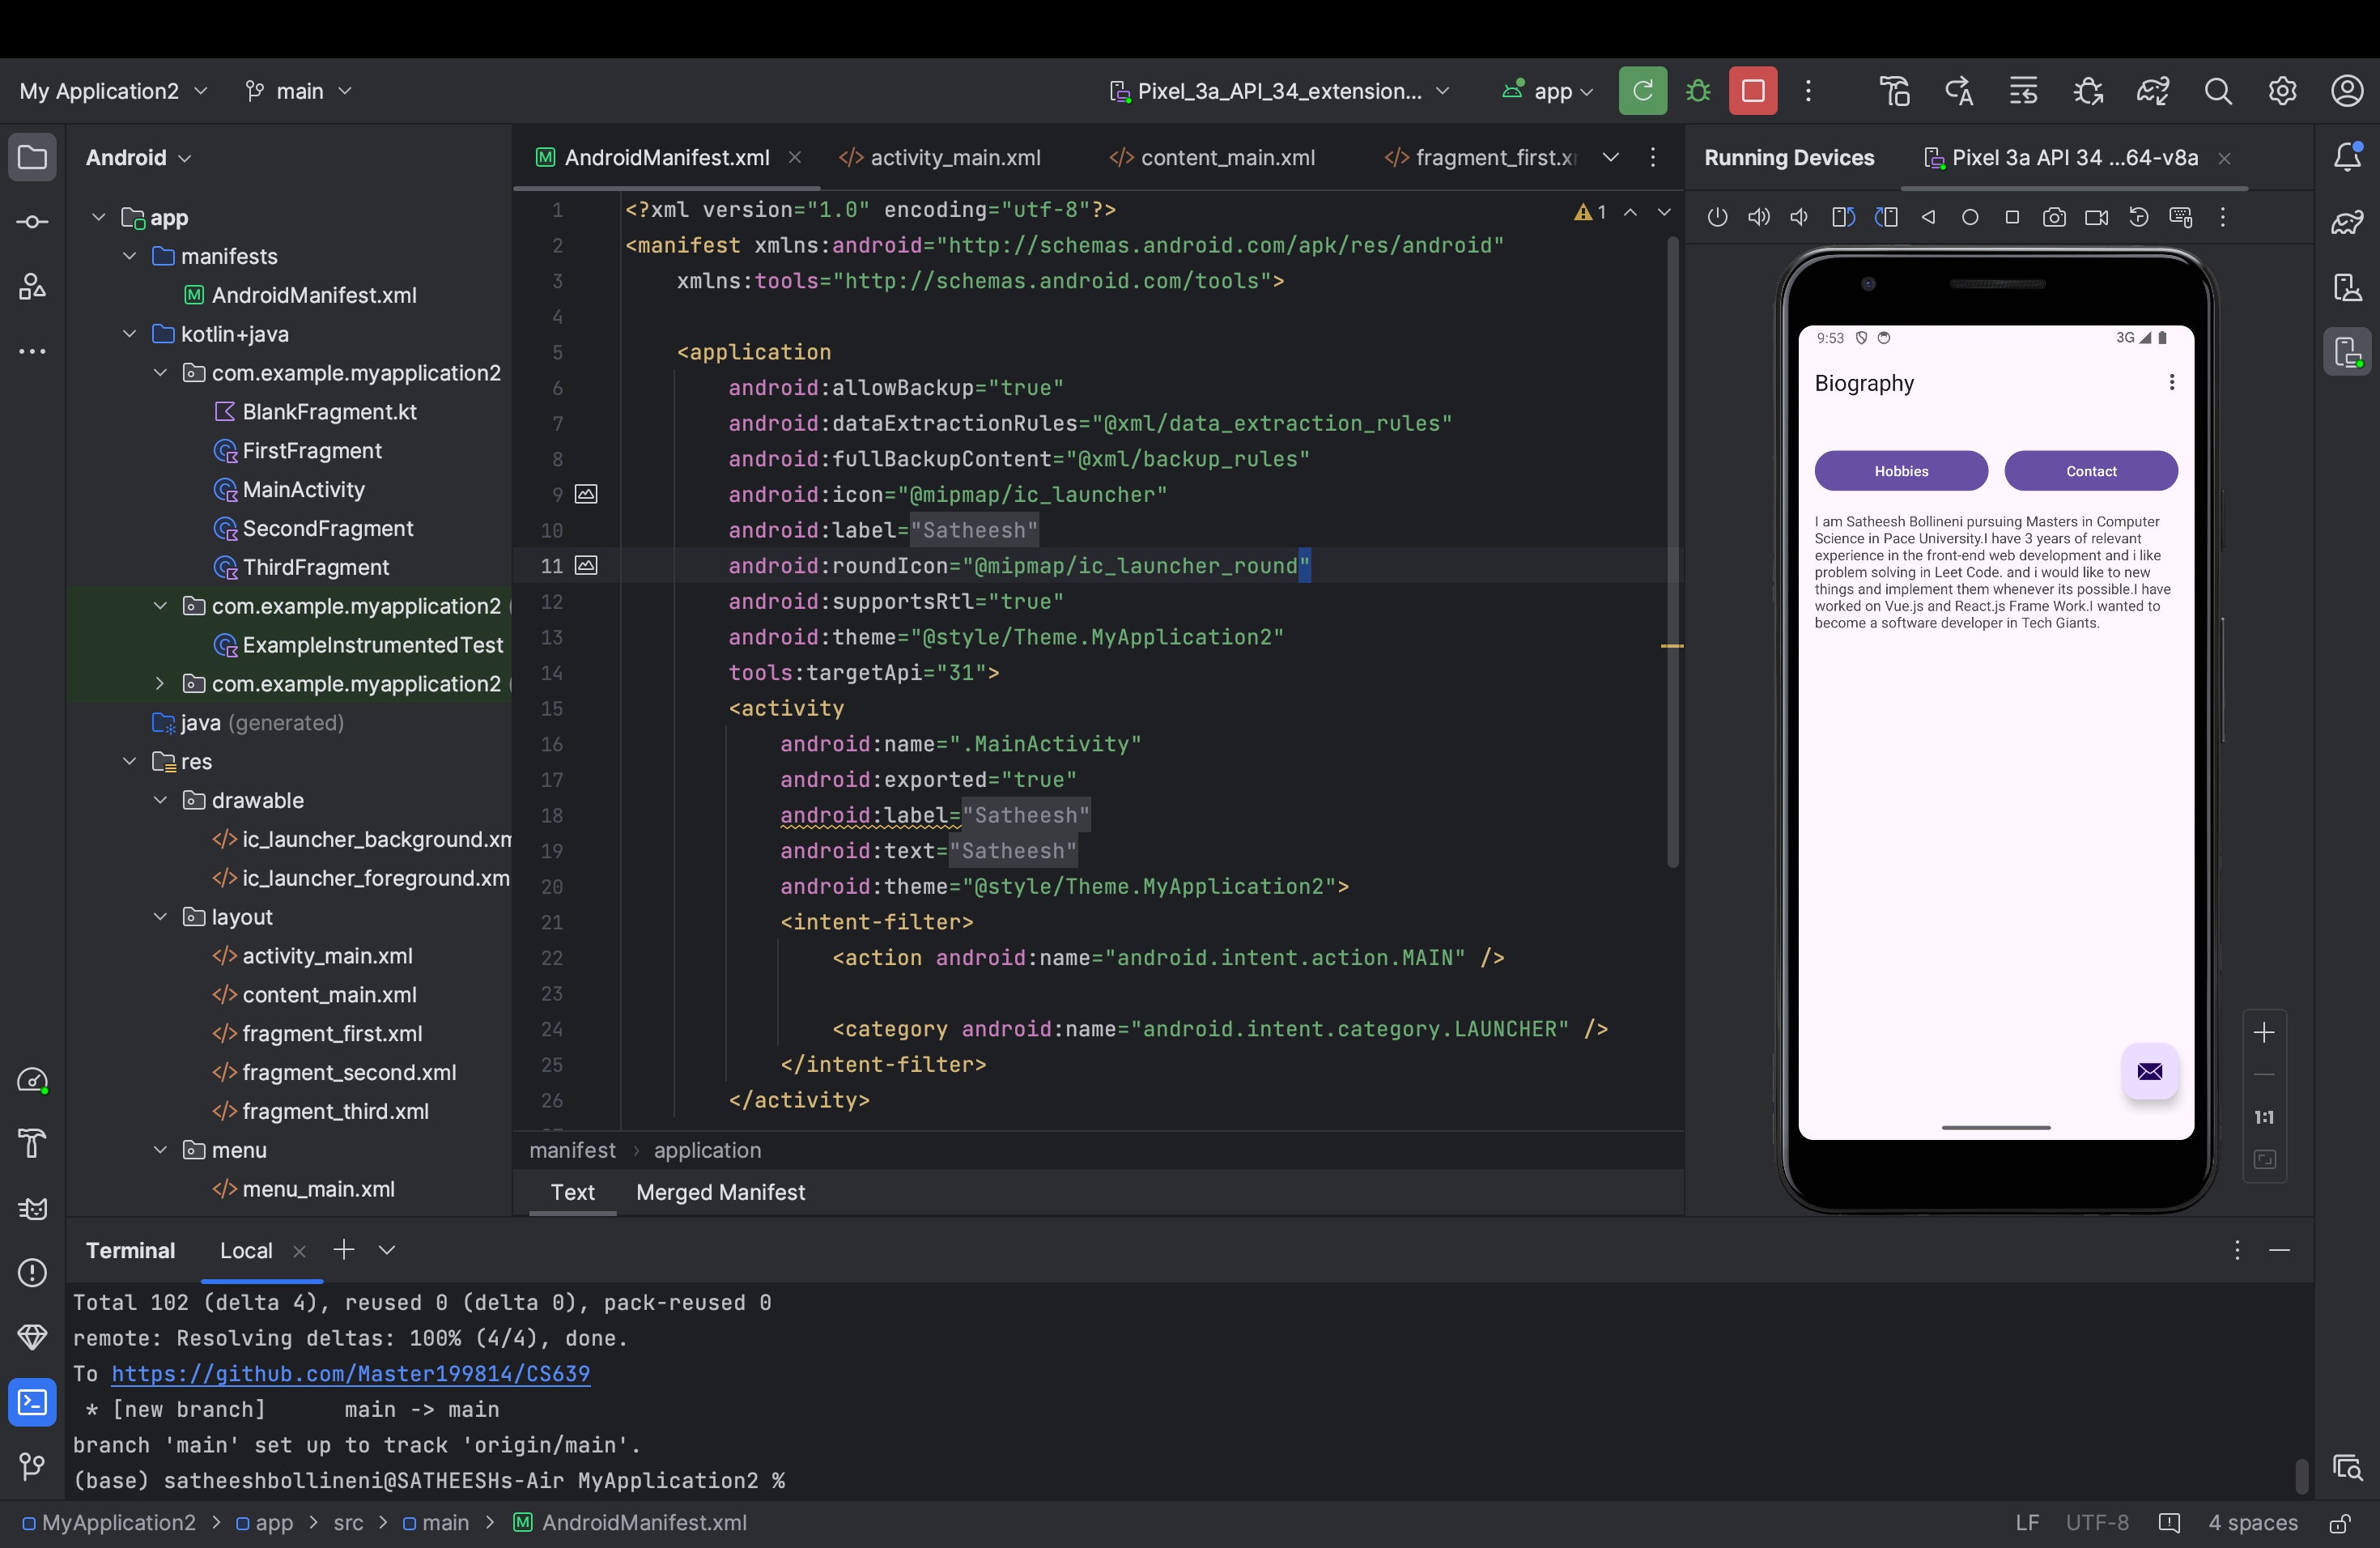 My Application2
main
Pixel_3a_API_34_extension...
app
Android
app
manifests
AndroidManifest.xml
kotlin+java
com.example.myapplication2
BlankFragment.kt
FirstFragment
MainActivity
SecondFragment
ThirdFragment
com.example.myapplication2 (
ExampleInstrumentedTest
com.example.myapplication2 (
java (generated)
res
drawable
ic_launcher_background.xm
ic_launcher_foreground.xm
layout
activity_main.xml
content_main.xml
fragment_first.xml
fragment_second.xml
fragment_third.xml
menu
menu_main.xml
AndroidManifest.xml
activity_main.xml
content_main.xml
fragment_first.x
1
1 <?xml version="1.0" encoding="utf-8"?>
2 <manifest xmlns:android="http://schemas.android.com/apk/res/android"
3 xmlns:tools="http://schemas.android.com/tools">
4
5 <application
6 android:allowBackup="true"
7 android:dataExtractionRules="@xml/data_extraction_rules"
8 android:fullBackupContent="@xml/backup_rules"
9 android:icon="@mipmap/ic_launcher"
10 android:label="Satheesh"
11 android:roundIcon="@mipmap/ic_launcher_round"
12 android:supportsRtl="true"
13 android:theme="@style/Theme.MyApplication2"
14 tools:targetApi="31">
15 <activity
16 android:name=".MainActivity"
17 android:exported="true"
18 android:label="Satheesh"
19 android:text="Satheesh"
20 android:theme="@style/Theme.MyApplication2">
21 <intent-filter>
22 <action android:name="android.intent.action.MAIN" />
23
24 <category android:name="android.intent.category.LAUNCHER" />
25 </intent-filter>
26 </activity>
manifest › application
Text
Merged Manifest
Running Devices
Pixel 3a API 34 ...64-v8a
9:53
3G
Biography
Hobbies
Contact
I am Satheesh Bollineni pursuing Masters in Computer
Science in Pace University.I have 3 years of relevant
experience in the front-end web development and i like
problem solving in Leet Code. and i would like to new
things and implement them whenever its possible.I have
worked on Vue.js and React.js Frame Work.I wanted to
become a software developer in Tech Giants.
1:1
Terminal
Local
Total 102 (delta 4), reused 0 (delta 0), pack-reused 0
remote: Resolving deltas: 100% (4/4), done.
To https://github.com/Master199814/CS639
* [new branch] main -> main
branch 'main' set up to track 'origin/main'.
(base) satheeshbollineni@SATHEESHs-Air MyApplication2 %
MyApplication2 > app > src > main > AndroidManifest.xml
LF
UTF-8
4 spaces